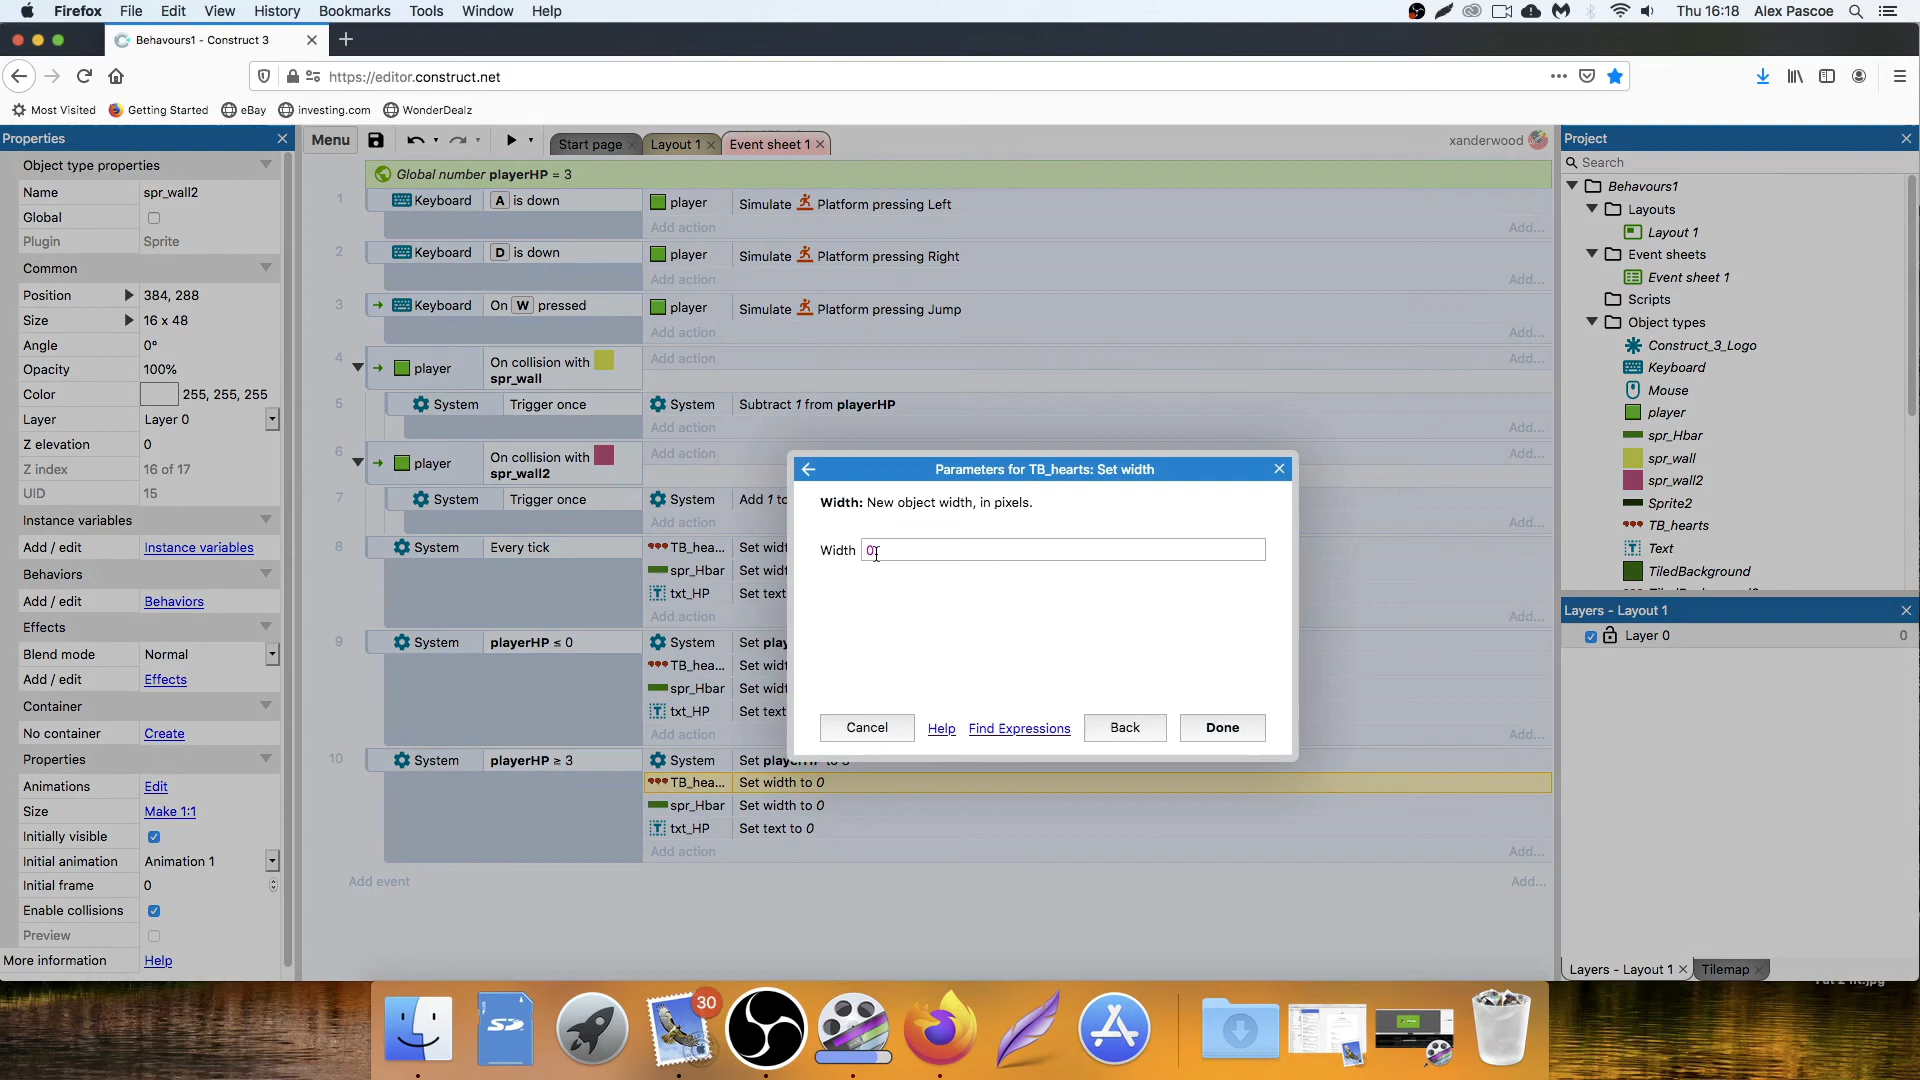 Firefox File Edit View History Bookmarks Tools Window Help Thu 16:18 Alex Pascoe
Behavours1 - Construct 3
https://editor.construct.net
Most Visited Getting Started eBay investing.com WonderDealz
Properties
Object type properties
Name spr_wall2
Global
Plugin Sprite
Common
Position 384, 288
Size 16 x 48
Angle 0°
Opacity 100%
Color 255, 255, 255
Layer Layer 0
Z elevation 0
Z index 16 of 17
UID 15
Instance variables
Add / edit Instance variables
Behaviors
Add / edit Behaviors
Effects
Blend mode Normal
Add / edit Effects
Container
No container Create
Properties
Animations Edit
Size Make 1:1
Initially visible
Initial animation Animation 1
Initial frame 0
Enable collisions
Preview
More information Help
Menu Start page Layout 1 Event sheet 1 xanderwood
Global number playerHP = 3
1 Keyboard A is down player Simulate Platform pressing Left
Add action Add...
2 Keyboard D is down player Simulate Platform pressing Right
Add action Add...
3 Keyboard On W pressed player Simulate Platform pressing Jump
Add action Add...
4 player On collision with spr_wall Add action Add...
5 System Trigger once System Subtract 1 from playerHP
Add action Add...
6 player On collision with spr_wall2 Add action Add...
7 System Trigger once System Add 1 to
Add action Add...
8 System Every tick TB_hea... Set widt
spr_Hbar Set widt
txt_HP Set text
Add action Add...
9 System playerHP ≤ 0 System Set pla
TB_hea... Set widt
spr_Hbar Set widt
txt_HP Set text
Add action Add...
10 System playerHP ≥ 3 System Set playerHP to 3
TB_hea... Set width to 0
spr_Hbar Set width to 0
txt_HP Set text to 0
Add action Add...
Add event Add...
Parameters for TB_hearts: Set width
Width: New object width, in pixels.
Width 0
Cancel Help Find Expressions Back Done
Project
Search
Behavours1
Layouts
Layout 1
Event sheets
Event sheet 1
Scripts
Object types
Construct_3_Logo
Keyboard
Mouse
player
spr_Hbar
spr_wall
spr_wall2
Sprite2
TB_hearts
Text
TiledBackground
Layers - Layout 1
Layer 0 0
Layers - Layout 1 Tilemap
30